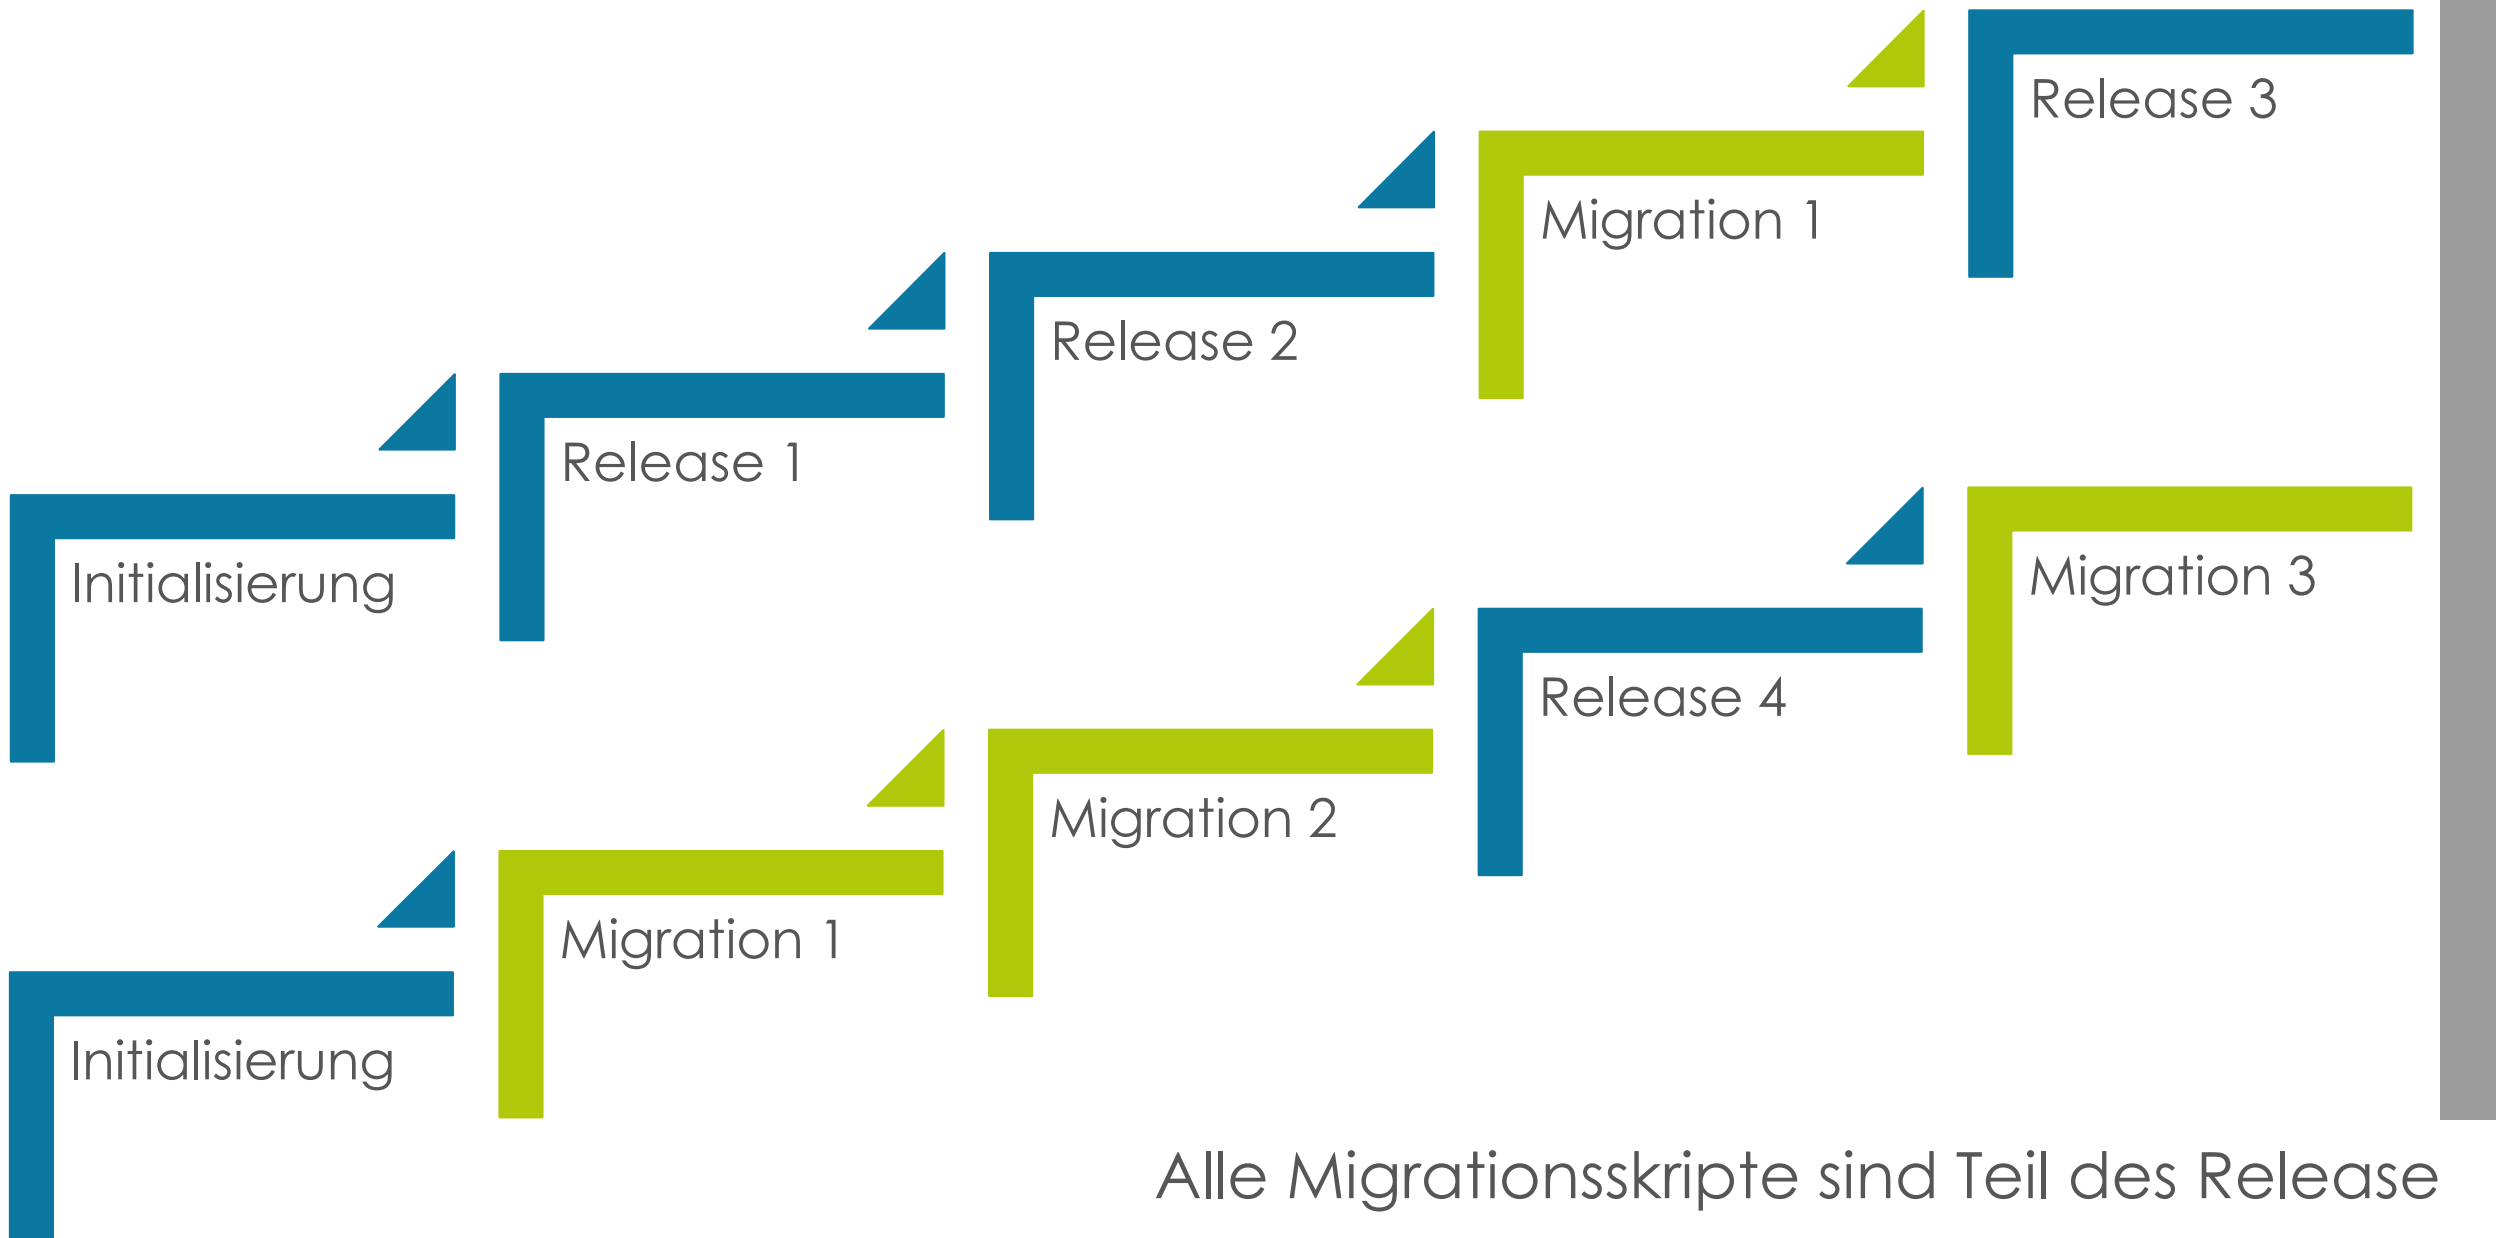 Initialisierung
Release 1
Release 2
Migration 1
Release 3
Initialisierung
Migration 1
Migration 2
Release 4
Migration 3
Alle Migrationsskripte sind Teil des Release